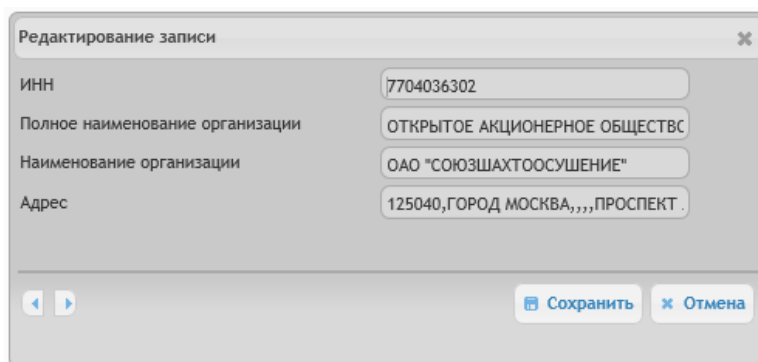 Редактирование записи
ИНН 7704036302
Полное наименование организации ОТКРЫТОЕ АКЦИОНЕРНОЕ ОБЩЕСТВО
Наименование организации ОАО "СОЮЗШАХТООСУШЕНИЕ"
Адрес 125040,ГОРОД МОСКВА,,,,ПРОСПЕКТ
Сохранить Отмена